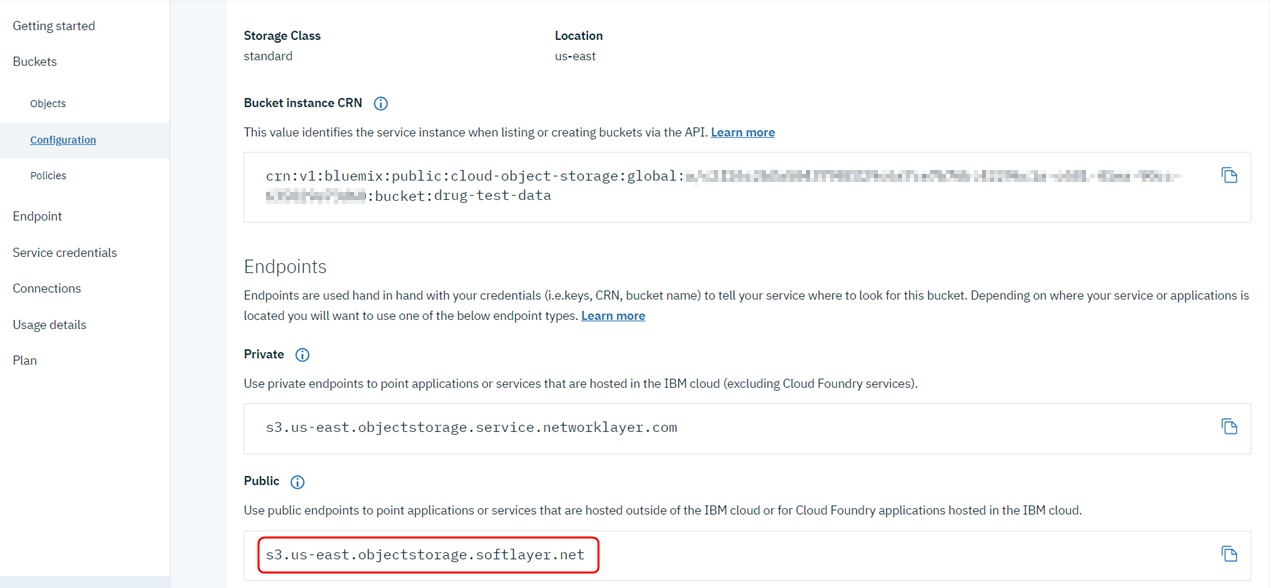 Getting started
Buckets
Objects
Configuration
Policies
Endpoint
Service credentials
Connections
Usage details
Plan
Storage Class
Location
standard
us-east
Bucket instance CRN
This value identifies the service instance when listing or creating buckets via the API. Learn more
crn:v1:bluemix:public:cloud-object-storage:global:
:bucket:drug-test-data
Endpoints
Endpoints are used hand in hand with your credentials (i.e.keys, CRN, bucket name) to tell your service where to look for this bucket. Depending on where your service or applications is
located you will want to use one of the below endpoint types. Learn more
Private
Use private endpoints to point applications or services that are hosted in the IBM cloud (excluding Cloud Foundry services).
s3.us-east.objectstorage.service.networklayer.com
Public
Use public endpoints to point applications or services that are hosted outside of the IBM cloud or for Cloud Foundry applications hosted in the IBM cloud.
s3.us-east.objectstorage.softlayer.net